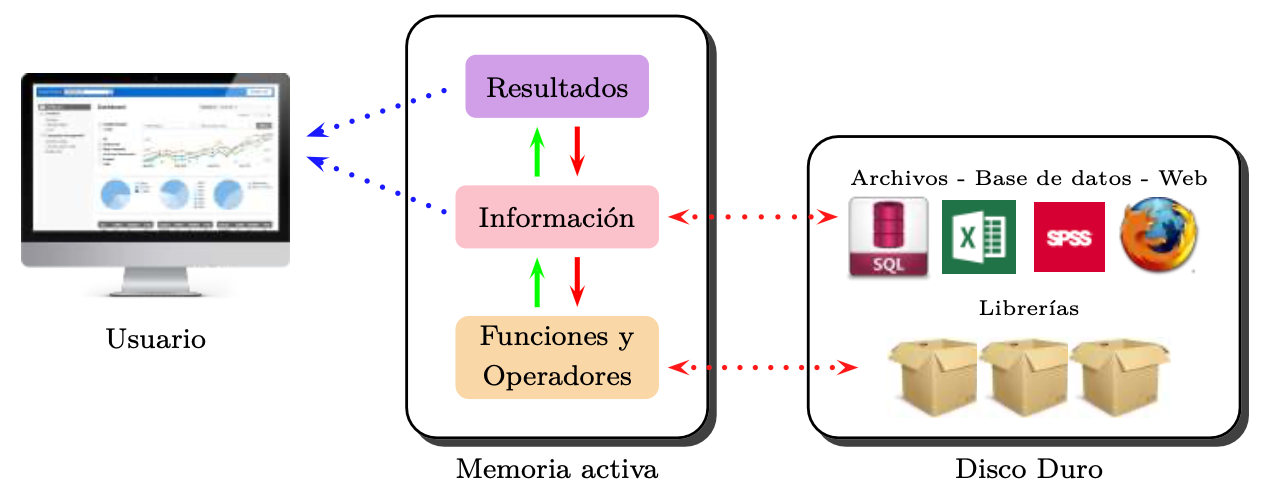 Resultados
Información
Funciones y
Operadores
Archivos - Base de datos - Web
SQL
X
SPSS
Librerías
Usuario
Memoria activa
Disco Duro